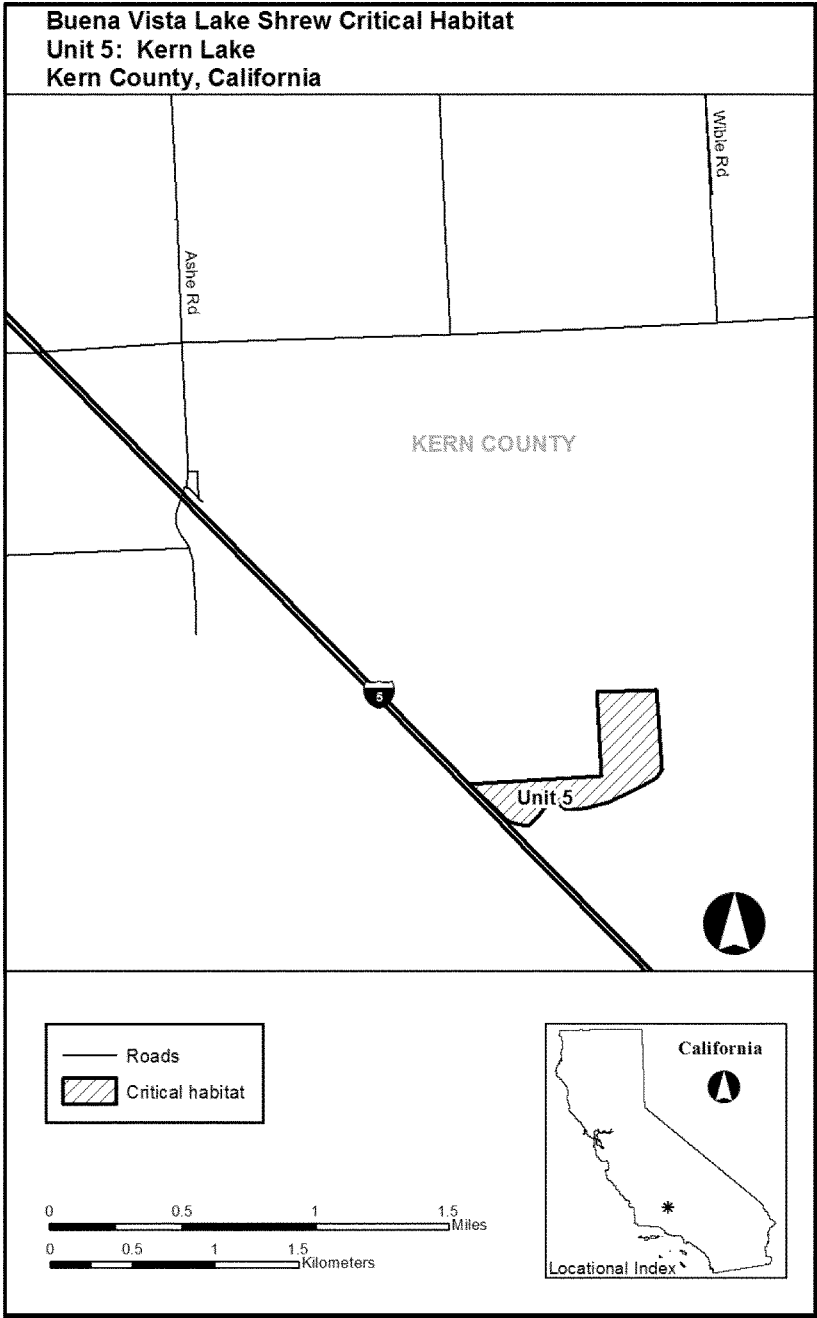 Buena Vista Lake Shrew Critical Habitat
Unit 5: Kern Lake
Kern County, California
Wible Rd
Ashe Rd
KERN COUNTY
5
Unit 5
Roads
Critical habitat
0 0.5 1 1.5
Miles
0 0.5 1 1.5
Kilometers
California
Locational Index